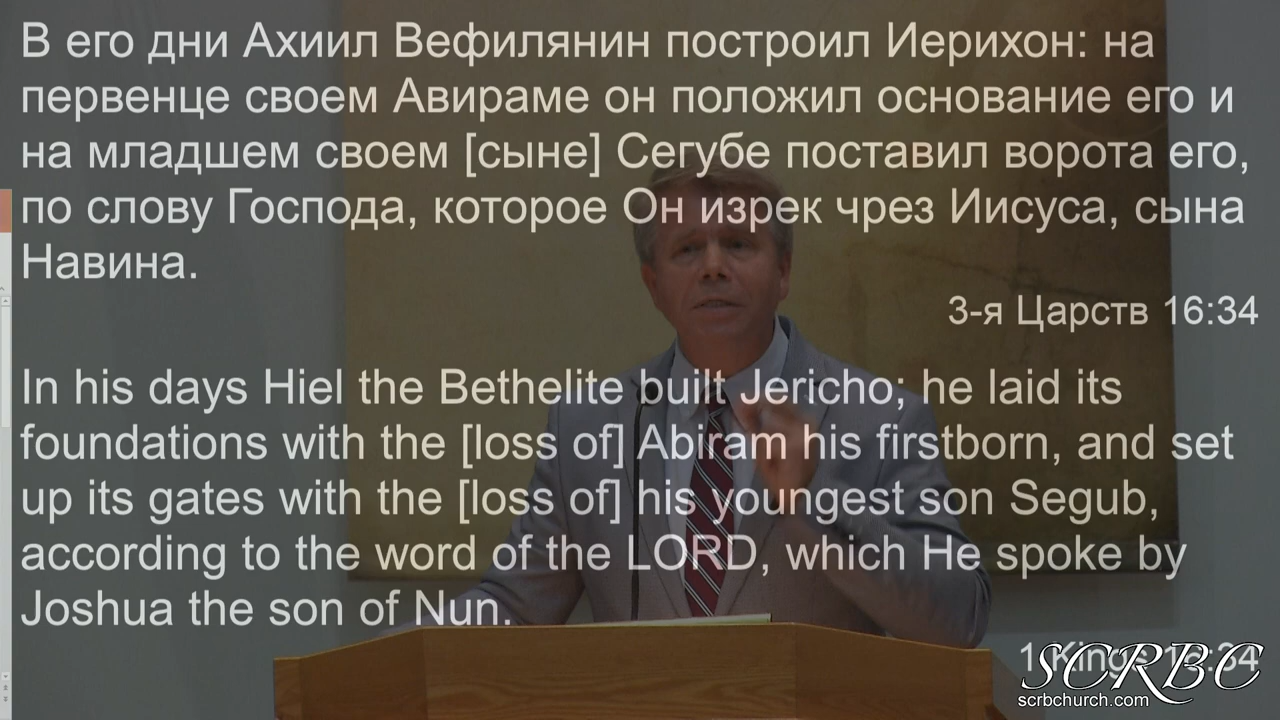 В его дни Ахиил Вефилянин построил Иерихон: на
первенце своем Авираме он положил основание его и
на младшем своем [сыне] Сегубе поставил ворота его,
по слову Господа, которое Он изрек чрез Иисуса, сына
Навина.
3-я Царств 16:34
In his days Hiel the Bethelite built Jericho; he laid its
foundations with the [loss of] Abiram his firstborn, and set
up its gates with the [loss of] his youngest son Segub,
according to the word of the LORD, which He spoke by
Joshua the son of Nun.
1 Kings 16:34
SCRBC
scrbchurch.com